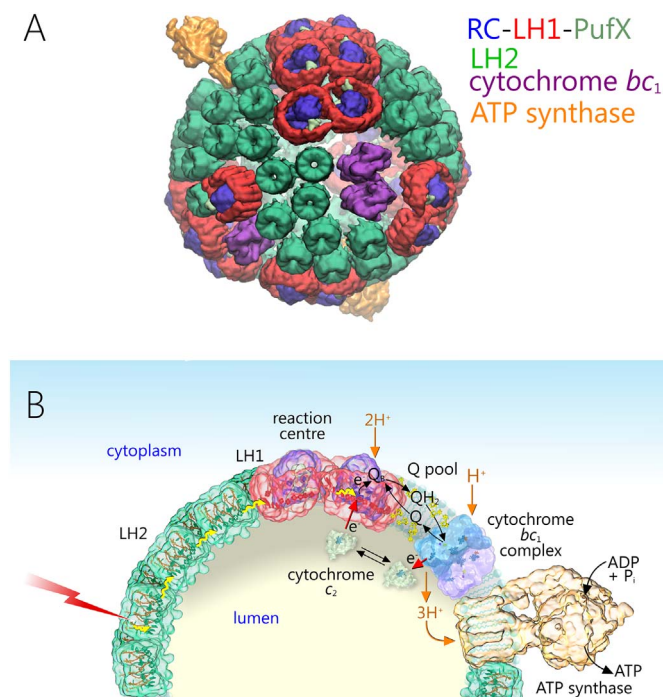 A
RC-LH1-PufX
LH2
cytochrome bc₁
ATP synthase
B
cytoplasm
LH2
LH1
reaction
centre
2H⁺
e⁻
Q_B
Q pool
QH₂
Q
H⁺
cytochrome
bc₁
complex
e⁻
e⁻
cytochrome
c₂
lumen
3H⁺
ADP
+ Pᵢ
ATP
ATP synthase